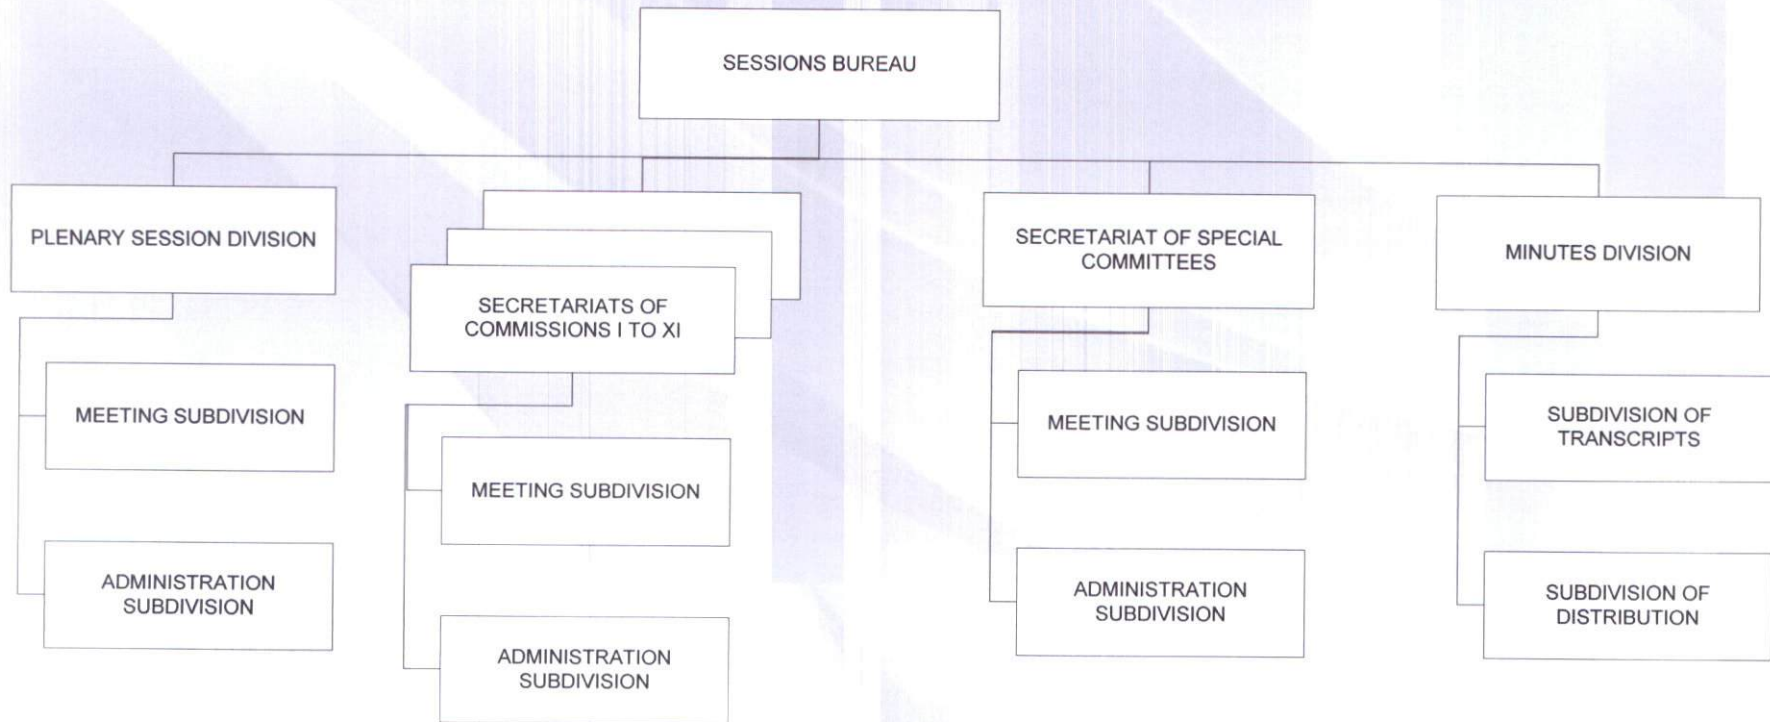 SESSIONS BUREAU
PLENARY SESSION DIVISION
SECRETARIATS OF
COMMISSIONS I TO XI
SECRETARIAT OF SPECIAL
COMMITTEES
MINUTES DIVISION
MEETING SUBDIVISION
MEETING SUBDIVISION
MEETING SUBDIVISION
SUBDIVISION OF
TRANSCRIPTS
ADMINISTRATION
SUBDIVISION
ADMINISTRATION
SUBDIVISION
ADMINISTRATION
SUBDIVISION
SUBDIVISION OF
DISTRIBUTION